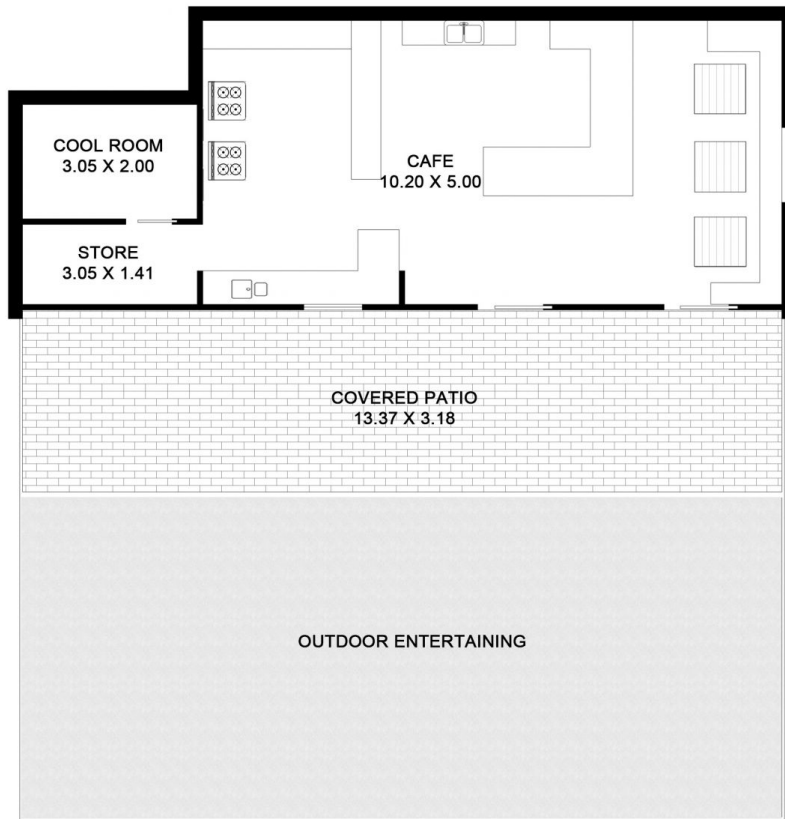 COOL ROOM
3.05 X 2.00
CAFE
10.20 X 5.00
STORE
3.05 X 1.41
COVERED PATIO
13.37 X 3.18
OUTDOOR ENTERTAINING